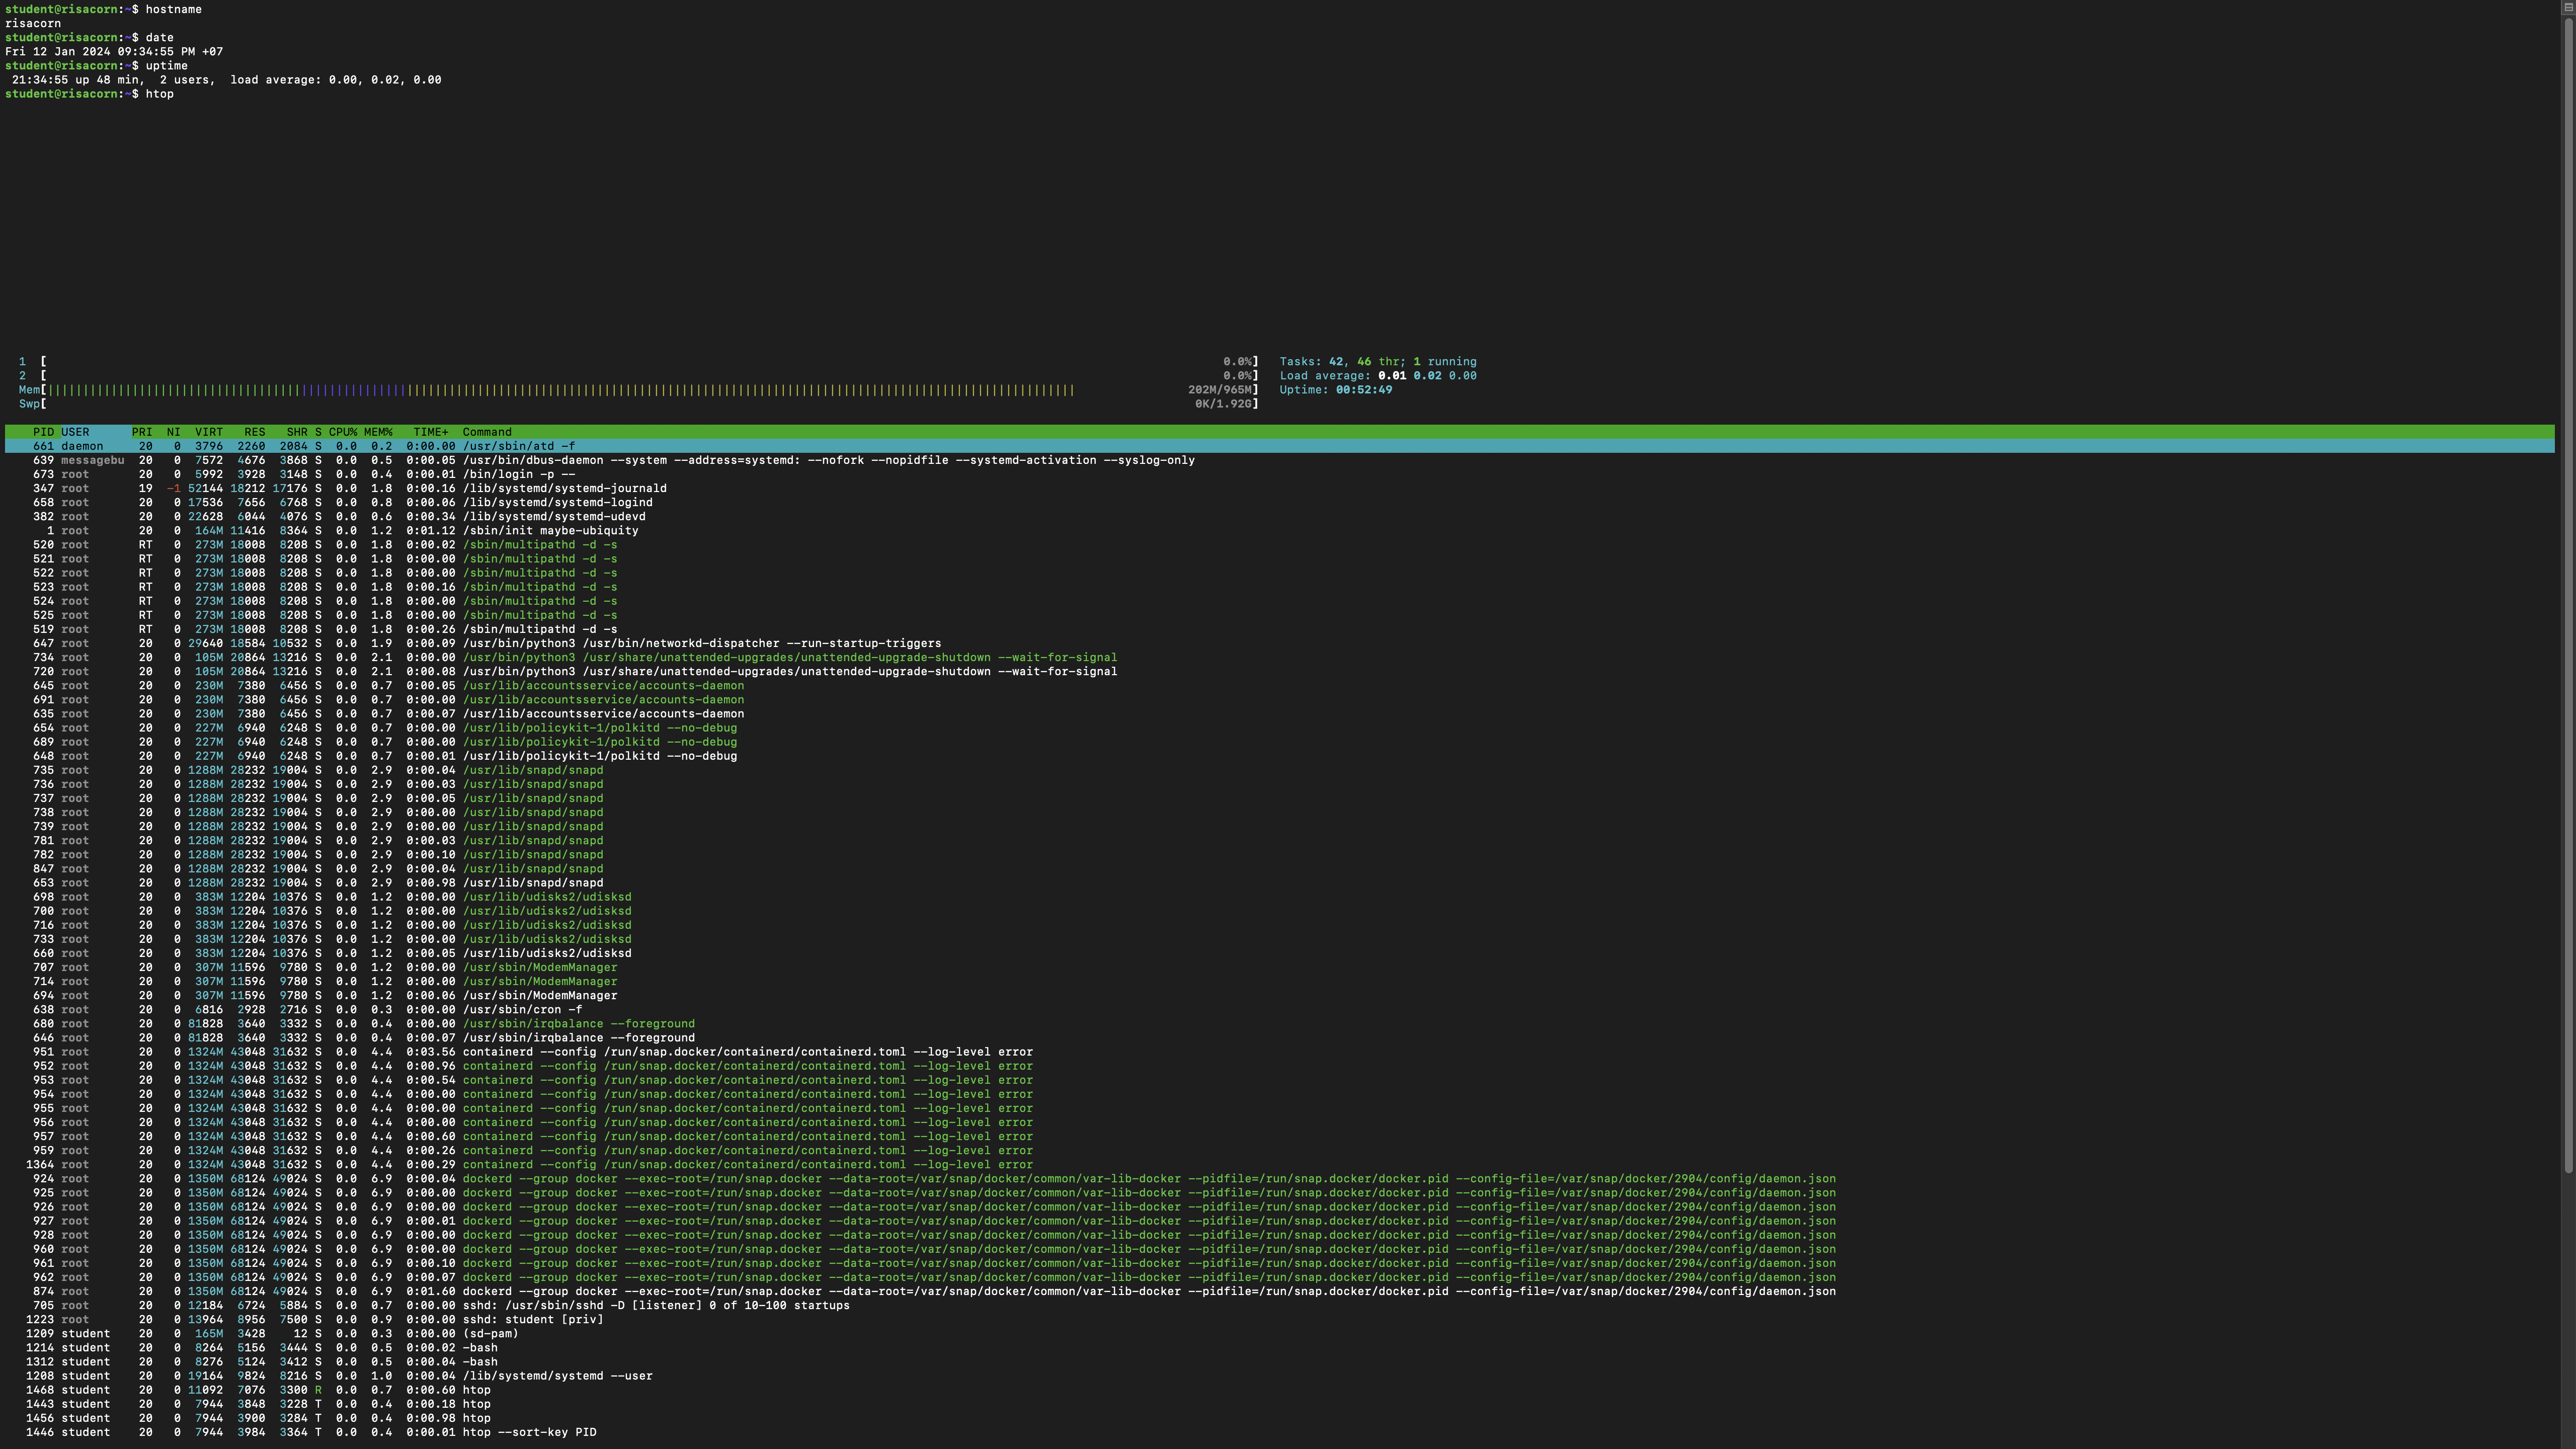 student@risacorn:~$ hostname
risacorn
student@risacorn:~$ date
Fri 12 Jan 2024 09:34:55 PM +07
student@risacorn:~$ uptime
 21:34:55 up 48 min,  2 users,  load average: 0.00, 0.02, 0.00
student@risacorn:~$ htop
1 [ 0.0%] Tasks: 42, 46 thr; 1 running
2 [ 0.0%] Load average: 0.01 0.02 0.00
Mem[ 202M/965M] Uptime: 00:52:49
Swp[ 0K/1.92G]
PID USER PRI NI VIRT RES SHR S CPU% MEM% TIME+ Command
661 daemon 20 0 3796 2260 2084 S 0.0 0.2 0:00.00 /usr/sbin/atd -f
639 messagebu 20 0 7572 4676 3868 S 0.0 0.5 0:00.05 /usr/bin/dbus-daemon --system --address=systemd: --nofork --nopidfile --systemd-activation --syslog-only
673 root 20 0 5992 3928 3148 S 0.0 0.4 0:00.01 /bin/login -p --
347 root 19 -1 52144 18212 17176 S 0.0 1.8 0:00.16 /lib/systemd/systemd-journald
658 root 20 0 17536 7656 6768 S 0.0 0.8 0:00.06 /lib/systemd/systemd-logind
382 root 20 0 22628 6044 4076 S 0.0 0.6 0:00.34 /lib/systemd/systemd-udevd
1 root 20 0 164M 11416 8364 S 0.0 1.2 0:01.12 /sbin/init maybe-ubiquity
520 root RT 0 273M 18008 8208 S 0.0 1.8 0:00.02 /sbin/multipathd -d -s
521 root RT 0 273M 18008 8208 S 0.0 1.8 0:00.00 /sbin/multipathd -d -s
522 root RT 0 273M 18008 8208 S 0.0 1.8 0:00.00 /sbin/multipathd -d -s
523 root RT 0 273M 18008 8208 S 0.0 1.8 0:00.16 /sbin/multipathd -d -s
524 root RT 0 273M 18008 8208 S 0.0 1.8 0:00.00 /sbin/multipathd -d -s
525 root RT 0 273M 18008 8208 S 0.0 1.8 0:00.00 /sbin/multipathd -d -s
519 root RT 0 273M 18008 8208 S 0.0 1.8 0:00.26 /sbin/multipathd -d -s
647 root 20 0 29640 18584 10532 S 0.0 1.9 0:00.09 /usr/bin/python3 /usr/bin/networkd-dispatcher --run-startup-triggers
734 root 20 0 105M 20864 13216 S 0.0 2.1 0:00.00 /usr/bin/python3 /usr/share/unattended-upgrades/unattended-upgrade-shutdown --wait-for-signal
720 root 20 0 105M 20864 13216 S 0.0 2.1 0:00.08 /usr/bin/python3 /usr/share/unattended-upgrades/unattended-upgrade-shutdown --wait-for-signal
645 root 20 0 230M 7380 6456 S 0.0 0.7 0:00.05 /usr/lib/accountsservice/accounts-daemon
691 root 20 0 230M 7380 6456 S 0.0 0.7 0:00.00 /usr/lib/accountsservice/accounts-daemon
635 root 20 0 230M 7380 6456 S 0.0 0.7 0:00.07 /usr/lib/accountsservice/accounts-daemon
654 root 20 0 227M 6940 6248 S 0.0 0.7 0:00.00 /usr/lib/policykit-1/polkitd --no-debug
689 root 20 0 227M 6940 6248 S 0.0 0.7 0:00.00 /usr/lib/policykit-1/polkitd --no-debug
648 root 20 0 227M 6940 6248 S 0.0 0.7 0:00.01 /usr/lib/policykit-1/polkitd --no-debug
735 root 20 0 1288M 28232 19004 S 0.0 2.9 0:00.04 /usr/lib/snapd/snapd
736 root 20 0 1288M 28232 19004 S 0.0 2.9 0:00.03 /usr/lib/snapd/snapd
737 root 20 0 1288M 28232 19004 S 0.0 2.9 0:00.05 /usr/lib/snapd/snapd
738 root 20 0 1288M 28232 19004 S 0.0 2.9 0:00.00 /usr/lib/snapd/snapd
739 root 20 0 1288M 28232 19004 S 0.0 2.9 0:00.00 /usr/lib/snapd/snapd
781 root 20 0 1288M 28232 19004 S 0.0 2.9 0:00.03 /usr/lib/snapd/snapd
782 root 20 0 1288M 28232 19004 S 0.0 2.9 0:00.10 /usr/lib/snapd/snapd
847 root 20 0 1288M 28232 19004 S 0.0 2.9 0:00.04 /usr/lib/snapd/snapd
653 root 20 0 1288M 28232 19004 S 0.0 2.9 0:00.98 /usr/lib/snapd/snapd
698 root 20 0 383M 12204 10376 S 0.0 1.2 0:00.00 /usr/lib/udisks2/udisksd
700 root 20 0 383M 12204 10376 S 0.0 1.2 0:00.00 /usr/lib/udisks2/udisksd
716 root 20 0 383M 12204 10376 S 0.0 1.2 0:00.00 /usr/lib/udisks2/udisksd
733 root 20 0 383M 12204 10376 S 0.0 1.2 0:00.00 /usr/lib/udisks2/udisksd
660 root 20 0 383M 12204 10376 S 0.0 1.2 0:00.05 /usr/lib/udisks2/udisksd
707 root 20 0 307M 11596 9780 S 0.0 1.2 0:00.00 /usr/sbin/ModemManager
714 root 20 0 307M 11596 9780 S 0.0 1.2 0:00.00 /usr/sbin/ModemManager
694 root 20 0 307M 11596 9780 S 0.0 1.2 0:00.06 /usr/sbin/ModemManager
638 root 20 0 6816 2928 2716 S 0.0 0.3 0:00.00 /usr/sbin/cron -f
680 root 20 0 81828 3640 3332 S 0.0 0.4 0:00.00 /usr/sbin/irqbalance --foreground
646 root 20 0 81828 3640 3332 S 0.0 0.4 0:00.07 /usr/sbin/irqbalance --foreground
951 root 20 0 1324M 43048 31632 S 0.0 4.4 0:03.56 containerd --config /run/snap.docker/containerd/containerd.toml --log-level error
952 root 20 0 1324M 43048 31632 S 0.0 4.4 0:00.96 containerd --config /run/snap.docker/containerd/containerd.toml --log-level error
953 root 20 0 1324M 43048 31632 S 0.0 4.4 0:00.54 containerd --config /run/snap.docker/containerd/containerd.toml --log-level error
954 root 20 0 1324M 43048 31632 S 0.0 4.4 0:00.00 containerd --config /run/snap.docker/containerd/containerd.toml --log-level error
955 root 20 0 1324M 43048 31632 S 0.0 4.4 0:00.00 containerd --config /run/snap.docker/containerd/containerd.toml --log-level error
956 root 20 0 1324M 43048 31632 S 0.0 4.4 0:00.00 containerd --config /run/snap.docker/containerd/containerd.toml --log-level error
957 root 20 0 1324M 43048 31632 S 0.0 4.4 0:00.60 containerd --config /run/snap.docker/containerd/containerd.toml --log-level error
959 root 20 0 1324M 43048 31632 S 0.0 4.4 0:00.26 containerd --config /run/snap.docker/containerd/containerd.toml --log-level error
1364 root 20 0 1324M 43048 31632 S 0.0 4.4 0:00.29 containerd --config /run/snap.docker/containerd/containerd.toml --log-level error
924 root 20 0 1350M 68124 49024 S 0.0 6.9 0:00.04 dockerd --group docker --exec-root=/run/snap.docker --data-root=/var/snap/docker/common/var-lib-docker --pidfile=/run/snap.docker/docker.pid --config-file=/var/snap/docker/2904/config/daemon.json
925 root 20 0 1350M 68124 49024 S 0.0 6.9 0:00.00 dockerd --group docker --exec-root=/run/snap.docker --data-root=/var/snap/docker/common/var-lib-docker --pidfile=/run/snap.docker/docker.pid --config-file=/var/snap/docker/2904/config/daemon.json
926 root 20 0 1350M 68124 49024 S 0.0 6.9 0:00.00 dockerd --group docker --exec-root=/run/snap.docker --data-root=/var/snap/docker/common/var-lib-docker --pidfile=/run/snap.docker/docker.pid --config-file=/var/snap/docker/2904/config/daemon.json
927 root 20 0 1350M 68124 49024 S 0.0 6.9 0:00.01 dockerd --group docker --exec-root=/run/snap.docker --data-root=/var/snap/docker/common/var-lib-docker --pidfile=/run/snap.docker/docker.pid --config-file=/var/snap/docker/2904/config/daemon.json
928 root 20 0 1350M 68124 49024 S 0.0 6.9 0:00.00 dockerd --group docker --exec-root=/run/snap.docker --data-root=/var/snap/docker/common/var-lib-docker --pidfile=/run/snap.docker/docker.pid --config-file=/var/snap/docker/2904/config/daemon.json
960 root 20 0 1350M 68124 49024 S 0.0 6.9 0:00.00 dockerd --group docker --exec-root=/run/snap.docker --data-root=/var/snap/docker/common/var-lib-docker --pidfile=/run/snap.docker/docker.pid --config-file=/var/snap/docker/2904/config/daemon.json
961 root 20 0 1350M 68124 49024 S 0.0 6.9 0:00.10 dockerd --group docker --exec-root=/run/snap.docker --data-root=/var/snap/docker/common/var-lib-docker --pidfile=/run/snap.docker/docker.pid --config-file=/var/snap/docker/2904/config/daemon.json
962 root 20 0 1350M 68124 49024 S 0.0 6.9 0:00.07 dockerd --group docker --exec-root=/run/snap.docker --data-root=/var/snap/docker/common/var-lib-docker --pidfile=/run/snap.docker/docker.pid --config-file=/var/snap/docker/2904/config/daemon.json
874 root 20 0 1350M 68124 49024 S 0.0 6.9 0:01.60 dockerd --group docker --exec-root=/run/snap.docker --data-root=/var/snap/docker/common/var-lib-docker --pidfile=/run/snap.docker/docker.pid --config-file=/var/snap/docker/2904/config/daemon.json
705 root 20 0 12184 6724 5884 S 0.0 0.7 0:00.00 sshd: /usr/sbin/sshd -D [listener] 0 of 10-100 startups
1223 root 20 0 13964 8956 7500 S 0.0 0.9 0:00.00 sshd: student [priv]
1209 student 20 0 165M 3428 12 S 0.0 0.3 0:00.00 (sd-pam)
1214 student 20 0 8264 5156 3444 S 0.0 0.5 0:00.02 -bash
1312 student 20 0 8276 5124 3412 S 0.0 0.5 0:00.04 -bash
1208 student 20 0 19164 9824 8216 S 0.0 1.0 0:00.04 /lib/systemd/systemd --user
1468 student 20 0 11092 7076 3300 R 0.0 0.7 0:00.60 htop
1443 student 20 0 7944 3848 3228 T 0.0 0.4 0:00.18 htop
1456 student 20 0 7944 3900 3284 T 0.0 0.4 0:00.98 htop
1446 student 20 0 7944 3984 3364 T 0.0 0.4 0:00.01 htop --sort-key PID